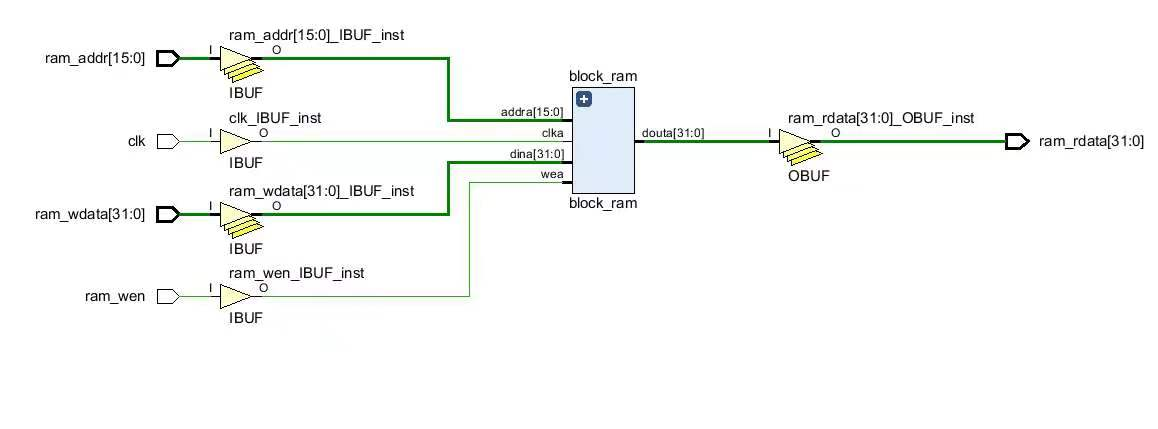 ram_addr[15:0]
I
ram_addr[15:0]_IBUF_inst
O
IBUF
clk
I
clk_IBUF_inst
O
IBUF
ram_wdata[31:0]
I
ram_wdata[31:0]_IBUF_inst
O
IBUF
ram_wen
I
ram_wen_IBUF_inst
O
IBUF
block_ram
addra[15:0]
clka
dina[31:0]
wea
douta[31:0]
block_ram
I
ram_rdata[31:0]_OBUF_inst
O
OBUF
ram_rdata[31:0]